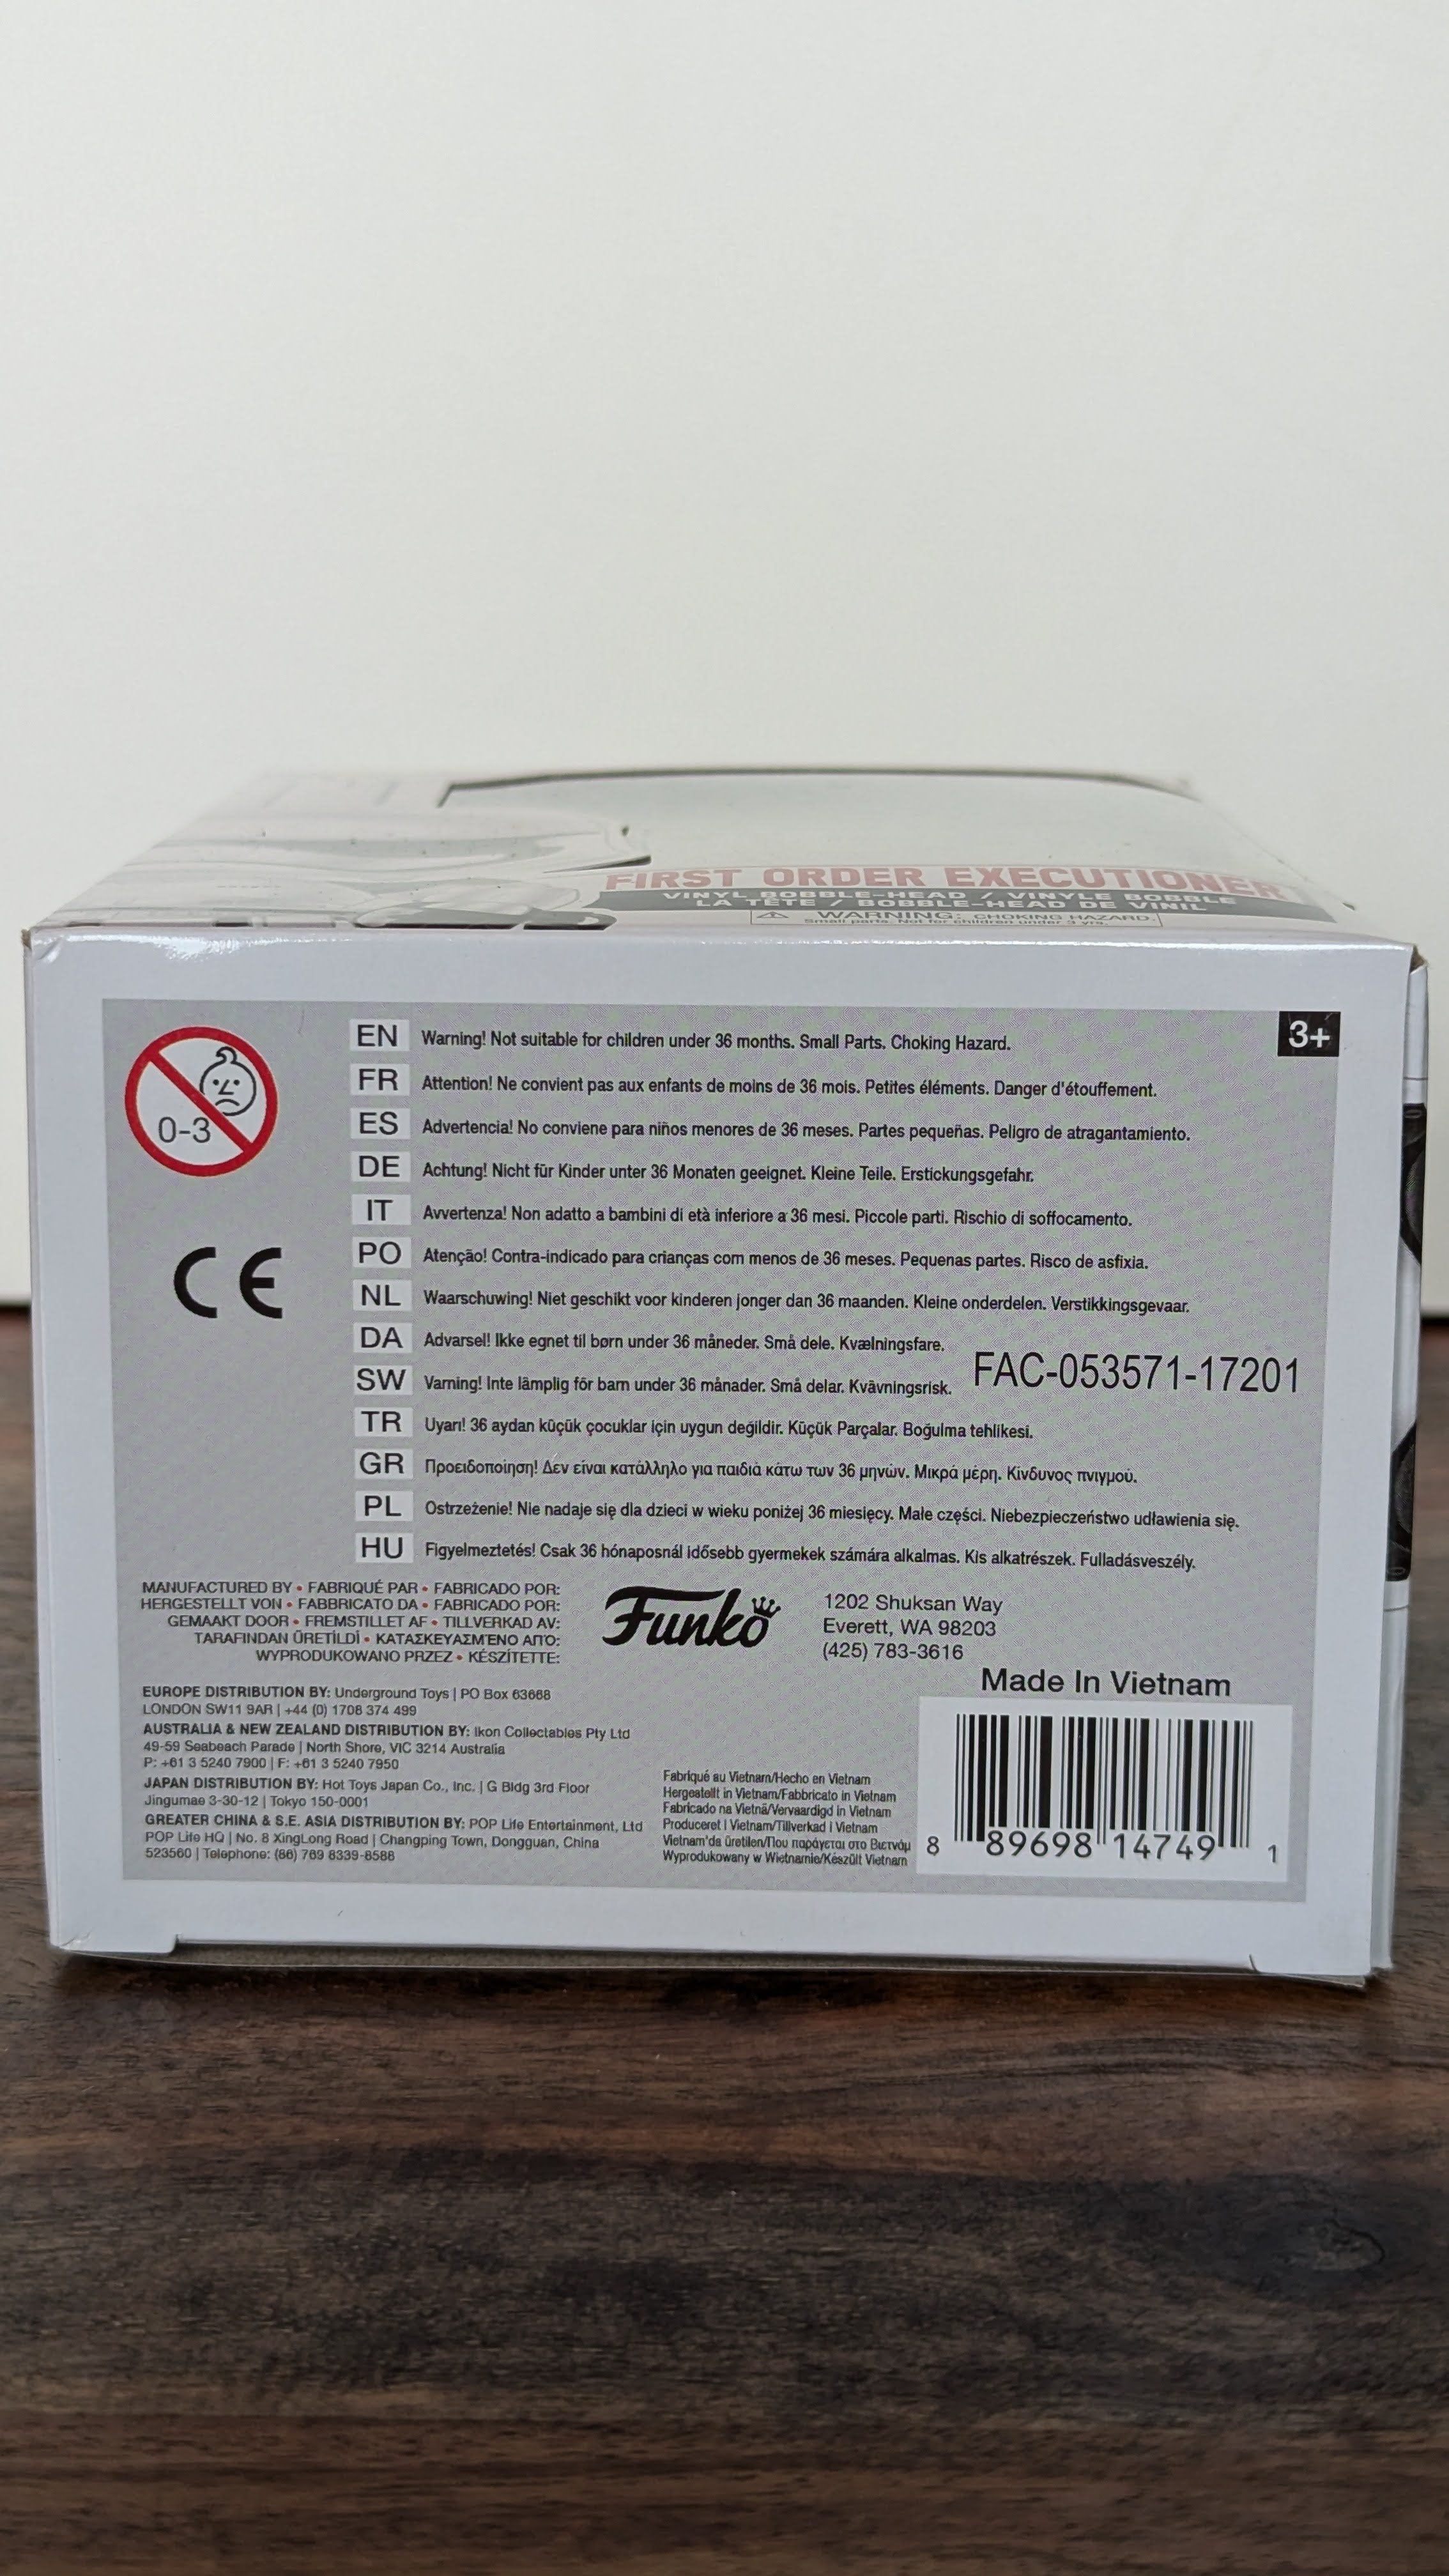 FIRST ORDER EXECUTIONER
VINYL BOBBLE-HEAD / VINYLE BOBBLE
LA TÊTE / BOBBLE-HEAD DE VINIL
WARNING: CHOKING HAZARD.
Small parts. Not for children under 3 yrs.
3+
0-3
EN Warning! Not suitable for children under 36 months. Small Parts. Choking Hazard.
FR Attention! Ne convient pas aux enfants de moins de 36 mois. Petites éléments. Danger d'étouffement.
ES Advertencia! No conviene para niños menores de 36 meses. Partes pequeñas. Peligro de atragantamiento.
DE Achtung! Nicht für Kinder unter 36 Monaten geeignet. Kleine Teile. Erstickungsgefahr.
IT Avvertenza! Non adatto a bambini di età inferiore a 36 mesi. Piccole parti. Rischio di soffocamento.
CE
PO Atenção! Contra-indicado para crianças com menos de 36 meses. Pequenas partes. Risco de asfixia.
NL Waarschuwing! Niet geschikt voor kinderen jonger dan 36 maanden. Kleine onderdelen. Verstikkingsgevaar.
DA Advarsel! Ikke egnet til børn under 36 måneder. Små dele. Kvælningsfare.
SW Varning! Inte lämplig för barn under 36 månader. Små delar. Kvävningsrisk.
FAC-053571-17201
TR Uyarı! 36 aydan küçük çocuklar için uygun değildir. Küçük Parçalar. Boğulma tehlikesi.
GR Προειδοποίηση! Δεν είναι κατάλληλο για παιδιά κάτω των 36 μηνών. Μικρά μέρη. Κίνδυνος πνιγμού.
PL Ostrzeżenie! Nie nadaje się dla dzieci w wieku poniżej 36 miesięcy. Małe części. Niebezpieczeństwo udławienia się.
HU Figyelmeztetés! Csak 36 hónaposnál idősebb gyermekek számára alkalmas. Kis alkatrészek. Fulladásveszély.
MANUFACTURED BY • FABRIQUÉ PAR • FABRICADO POR:
HERGESTELLT VON • FABBRICATO DA • FABRICADO POR:
GEMAAKT DOOR • FREMSTILLET AF • TILLVERKAD AV:
TARAFINDAN ÜRETİLDİ • ΚΑΤΑΣΚΕΥΑΣΜΈΝΟ ΑΠΌ:
WYPRODUKOWANO PRZEZ • KÉSZÍTETTE:
Funko
1202 Shuksan Way
Everett, WA 98203
(425) 783-3616
EUROPE DISTRIBUTION BY: Underground Toys | PO Box 63668
LONDON SW11 9AR | +44 (0) 1708 374 499
AUSTRALIA & NEW ZEALAND DISTRIBUTION BY: Ikon Collectables Pty Ltd
49-59 Seabeach Parade | North Shore, VIC 3214 Australia
P: +61 3 5240 7900 | F: +61 3 5240 7950
JAPAN DISTRIBUTION BY: Hot Toys Japan Co., Inc. | G Bldg 3rd Floor
Jingumae 3-30-12 | Tokyo 150-0001
GREATER CHINA & S.E. ASIA DISTRIBUTION BY: POP Life Entertainment, Ltd
POP Life HQ | No. 8 XingLong Road | Changping Town, Dongguan, China
523560 | Telephone: (86) 769 8339-8588
Fabriqué au Vietnam/Hecho en Vietnam
Hergestellt in Vietnam/Fabbricato in Vietnam
Fabricado na Vietnã/Vervaardigd in Vietnam
Produceret i Vietnam/Tillverkad i Vietnam
Vietnam'da üretilen/Που παράγεται στο Βιετνάμ
Wyprodukowany w Wietnamie/Készült Vietnam
Made In Vietnam
8 89698 14749 1